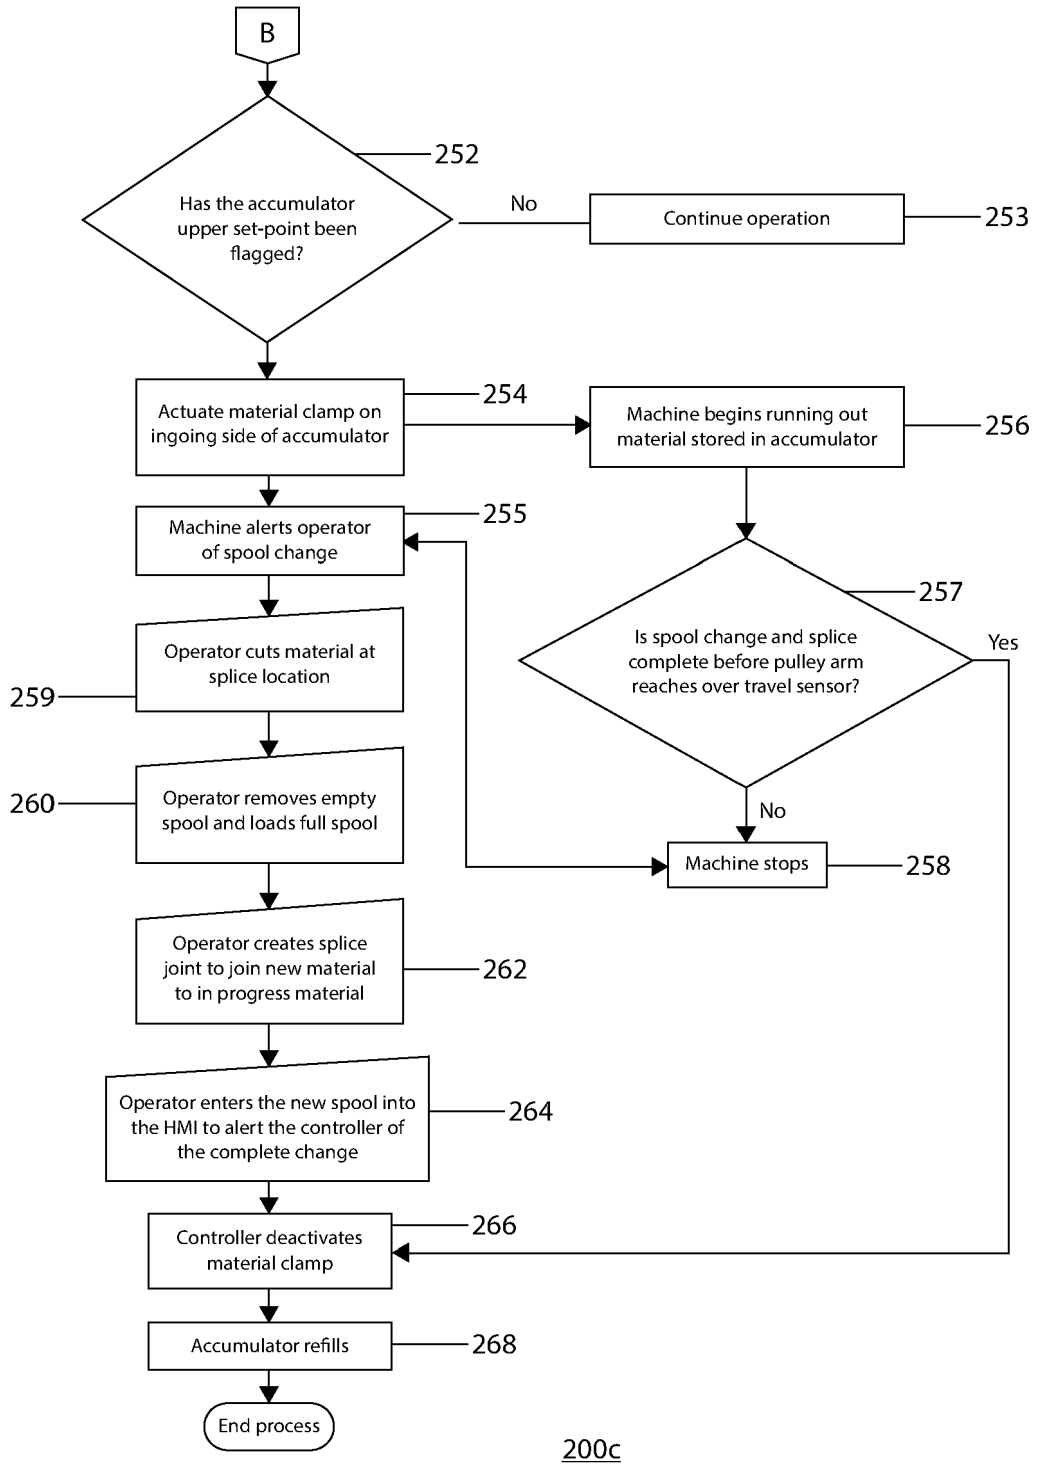 B
252
Has the accumulator
upper set-point been
flagged?
No
Continue operation
253
254
Actuate material clamp on
ingoing side of accumulator
Machine begins running out
material stored in accumulator
256
255
Machine alerts operator
of spool change
257
Is spool change and splice
complete before pulley arm
reaches over travel sensor?
Yes
Operator cuts material at
splice location
259
260
Operator removes empty
spool and loads full spool
No
Machine stops
258
Operator creates splice
joint to join new material
to in progress material
262
Operator enters the new spool into
the HMI to alert the controller of
the complete change
264
266
Controller deactivates
material clamp
Accumulator refills
268
End process
200c